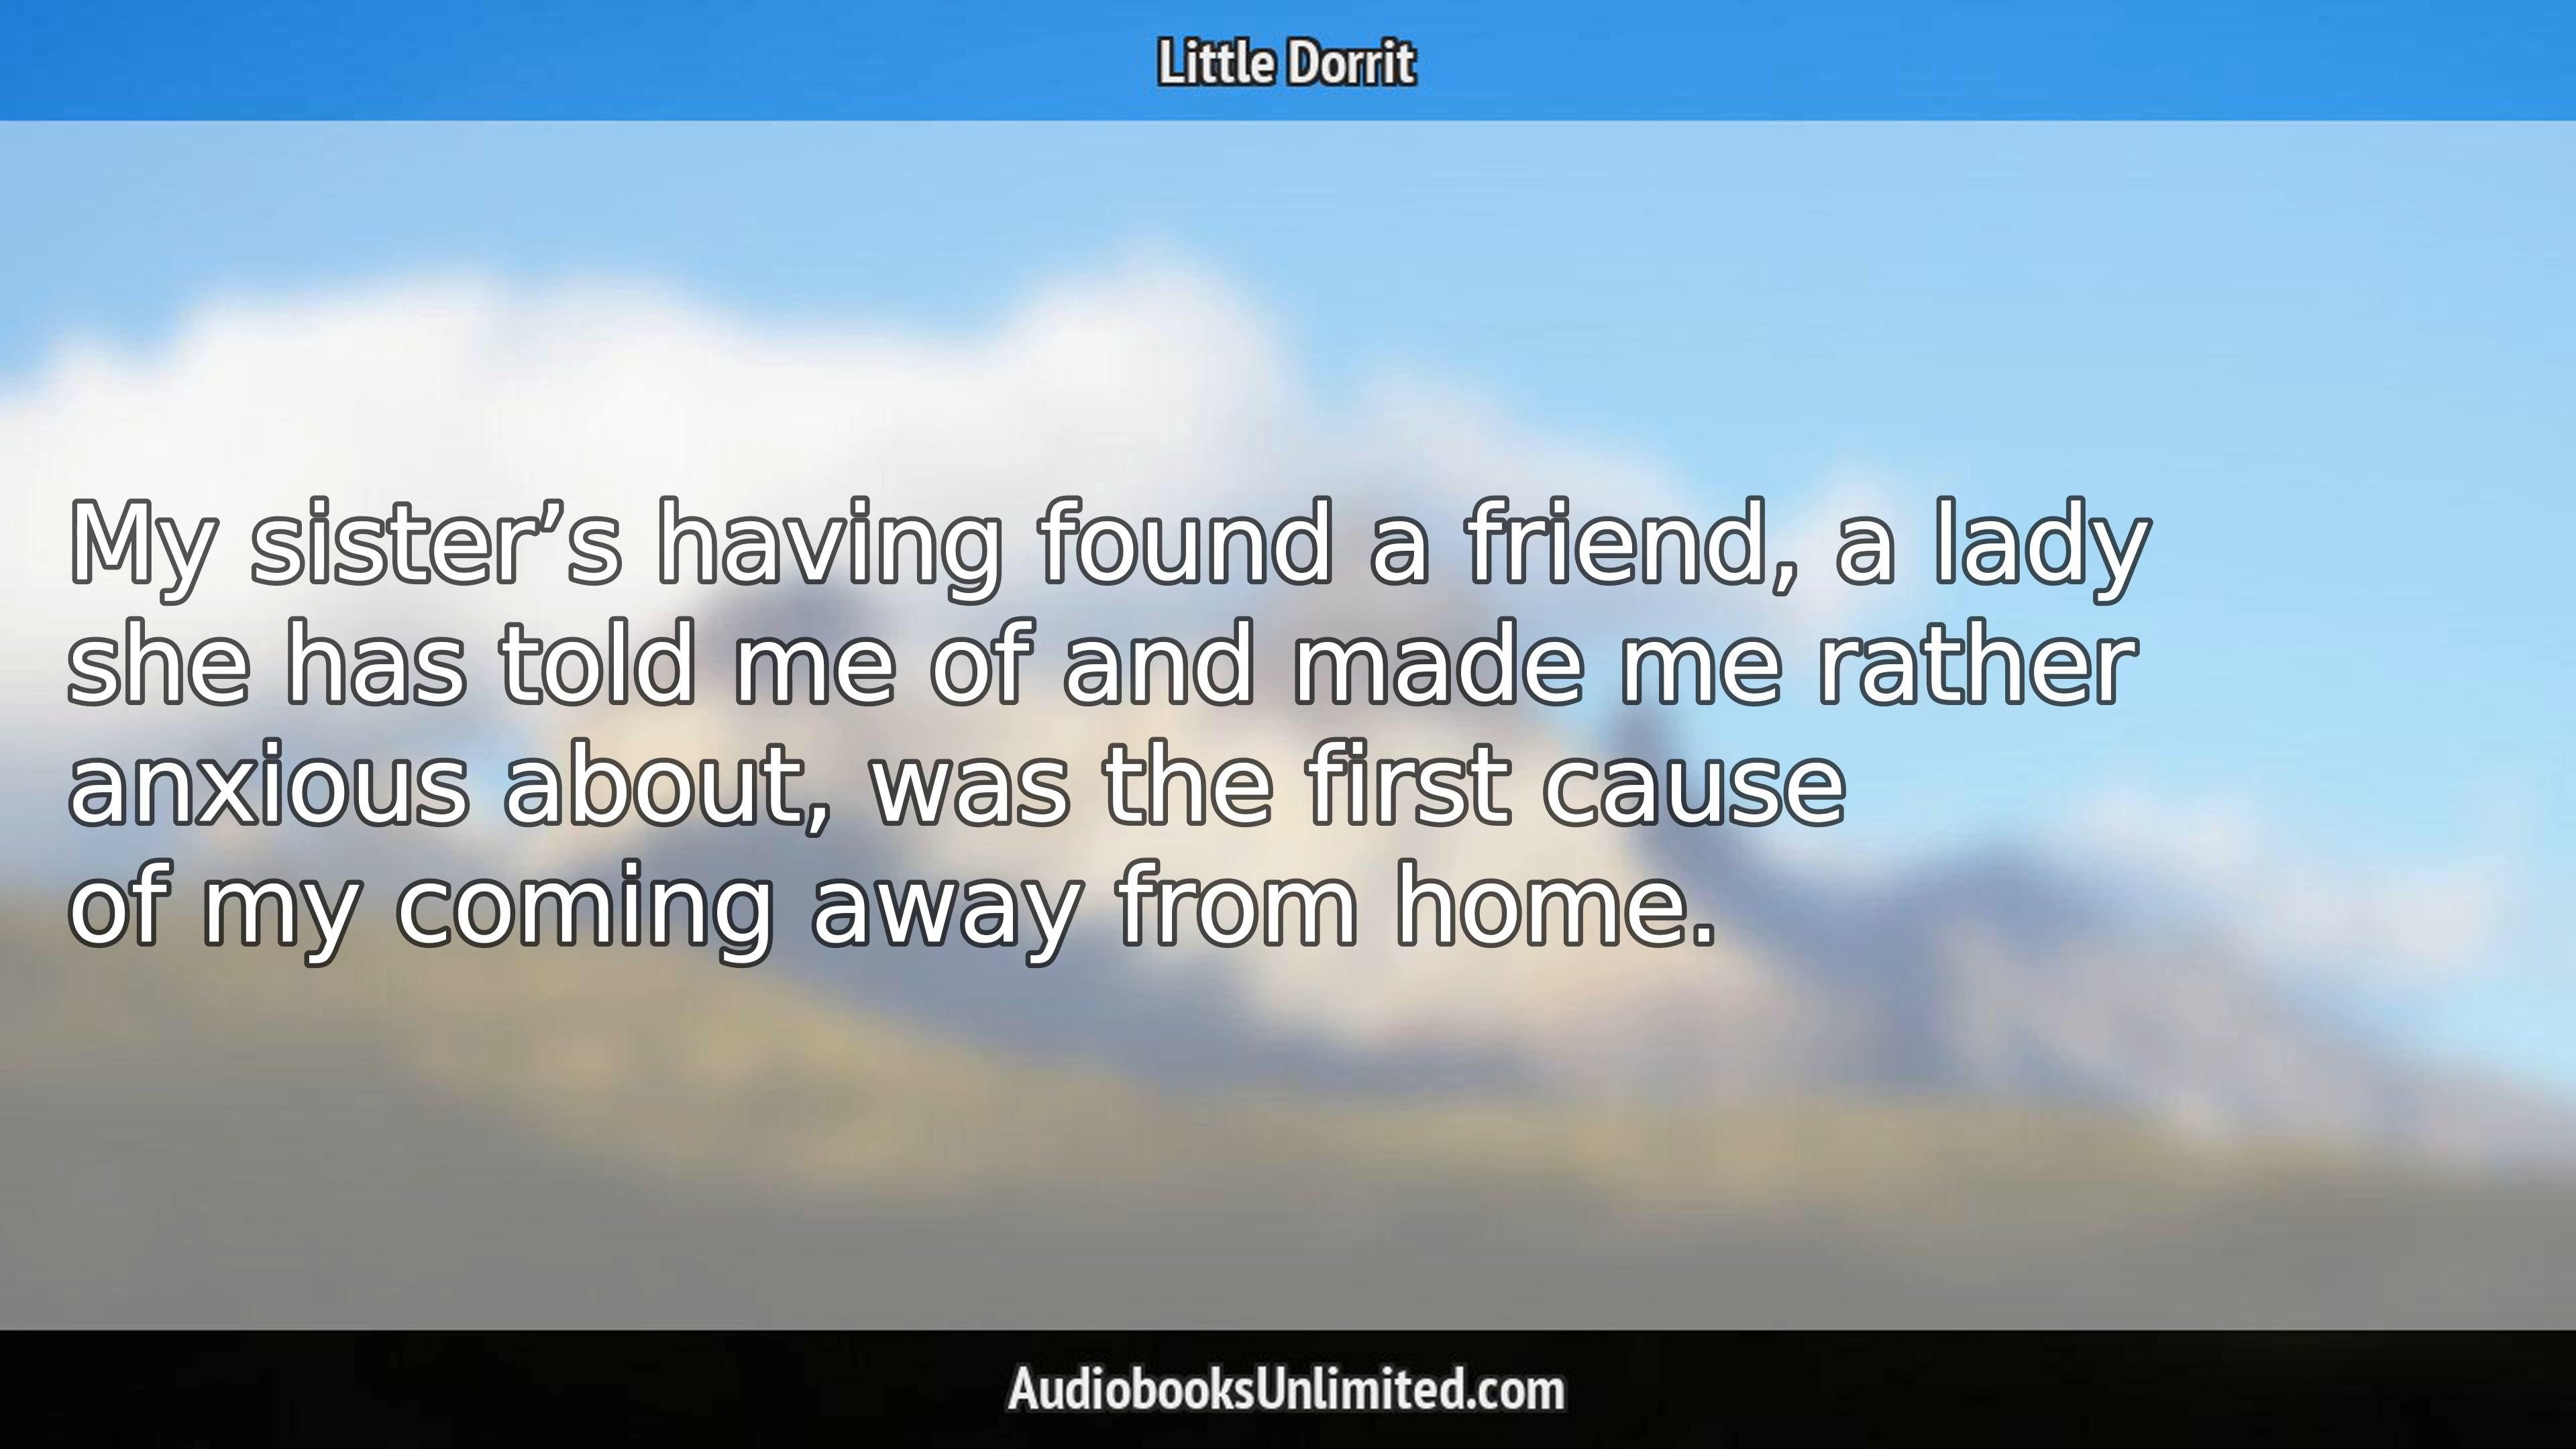 Little Dorrit
My sister’s having found a friend, a lady
she has told me of and made me rather
anxious about, was the first cause
of my coming away from home.
AudiobooksUnlimited.com